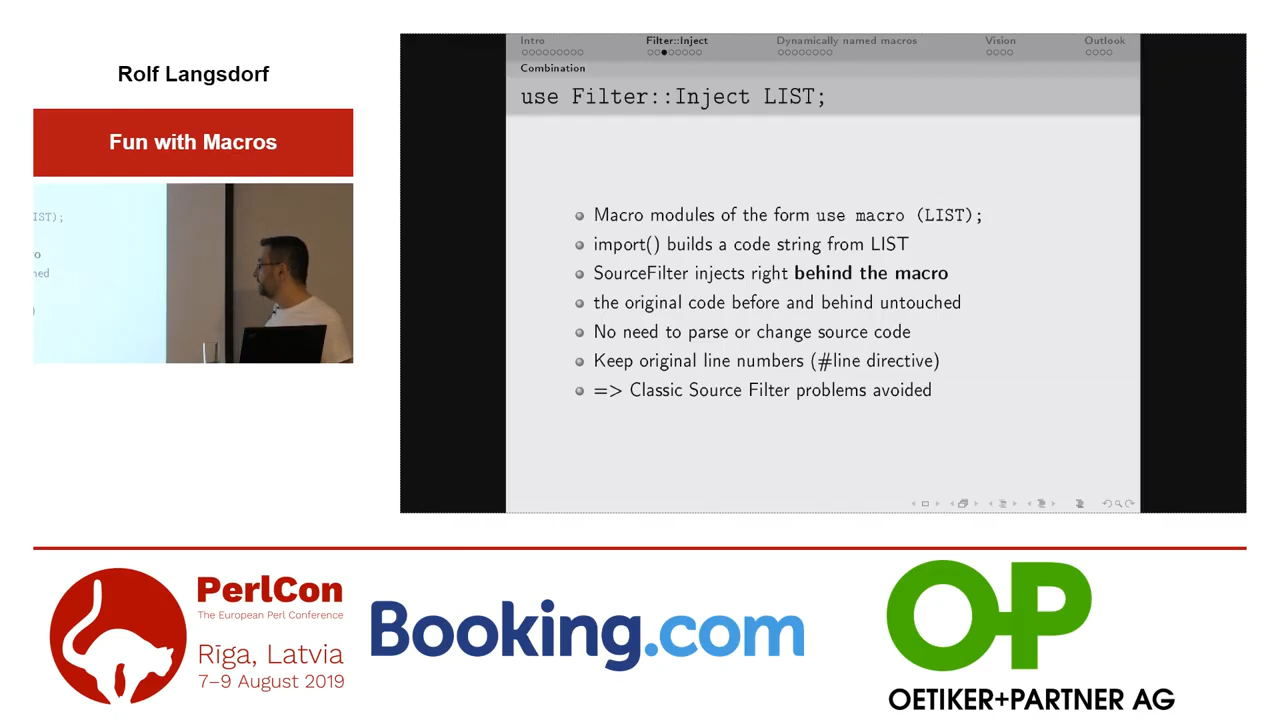 Rolf Langsdorf
Fun with Macros
IST);
o
ned
)
Intro
Filter::Inject
Dynamically named macros
Vision
Outlook
Combination
use Filter::Inject LIST;
Macro modules of the form use macro (LIST);
import() builds a code string from LIST
SourceFilter injects right behind the macro
the original code before and behind untouched
No need to parse or change source code
Keep original line numbers (#line directive)
=> Classic Source Filter problems avoided
PerlCon
The European Perl Conference
Rīga, Latvia
7–9 August 2019
Booking.com
O+P
OETIKER+PARTNER AG